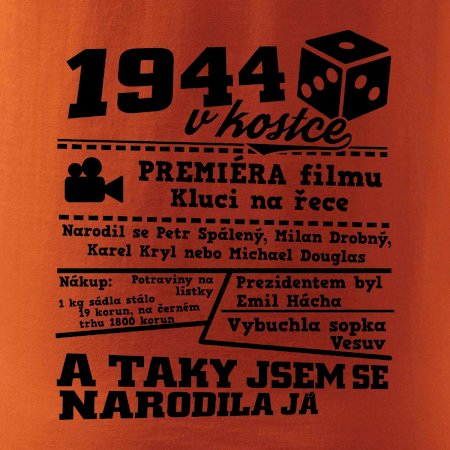 1944
v kostce
PREMIÉRA filmu
Kluci na řece
Narodil se Petr Spálený, Milan Drobný,
Karel Kryl nebo Michael Douglas
Nákup: Potraviny na
lístky
1 kg sádla stálo
19 korun, na černém
trhu 1800 korun
Prezidentem byl
Emil Hácha
Vybuchla sopka
Vesuv
A TAKY JSEM SE
NARODILA JÁ